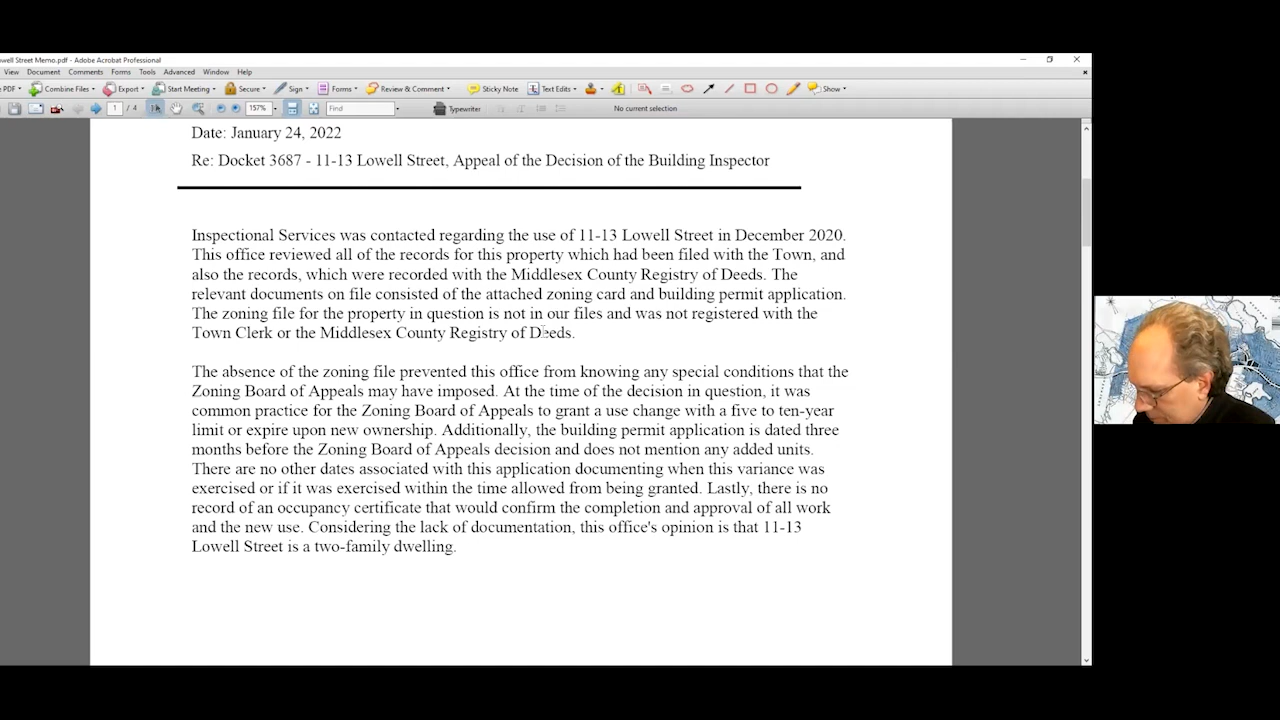 well Street Memo.pdf - Adobe Acrobat Professional
View Document Comments Forms Tools Advanced Window Help
PDF Combine Files Export Start Meeting Secure Sign Forms Review & Comment Sticky Note Text Edits Show
1 / 4 157% Find Typewriter No current selection
Date: January 24, 2022
Re: Docket 3687 - 11-13 Lowell Street, Appeal of the Decision of the Building Inspector
Inspectional Services was contacted regarding the use of 11-13 Lowell Street in December 2020.
This office reviewed all of the records for this property which had been filed with the Town, and
also the records, which were recorded with the Middlesex County Registry of Deeds. The
relevant documents on file consisted of the attached zoning card and building permit application.
The zoning file for the property in question is not in our files and was not registered with the
Town Clerk or the Middlesex County Registry of Deeds.
The absence of the zoning file prevented this office from knowing any special conditions that the
Zoning Board of Appeals may have imposed. At the time of the decision in question, it was
common practice for the Zoning Board of Appeals to grant a use change with a five to ten-year
limit or expire upon new ownership. Additionally, the building permit application is dated three
months before the Zoning Board of Appeals decision and does not mention any added units.
There are no other dates associated with this application documenting when this variance was
exercised or if it was exercised within the time allowed from being granted. Lastly, there is no
record of an occupancy certificate that would confirm the completion and approval of all work
and the new use. Considering the lack of documentation, this office's opinion is that 11-13
Lowell Street is a two-family dwelling.